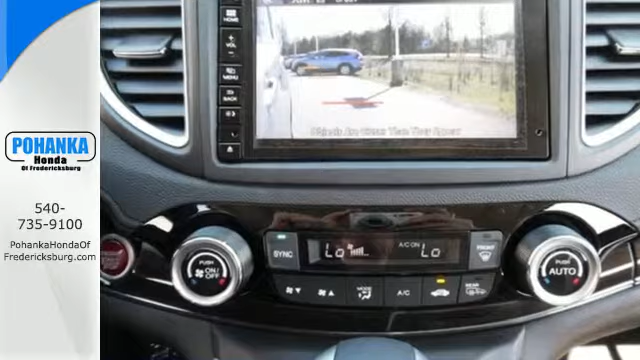 POHANKA
Honda
Of Fredericksburg
540-
735-9100
PohankaHondaOf
Fredericksburg.com
HOME
+
VOL
-
MENU
BACK
Objects Are Closer Than They Appear
PUSH
ON/
OFF
SYNC
Lo
A/C ON
Lo
FRONT
MODE
A/C
REAR
PUSH
AUTO